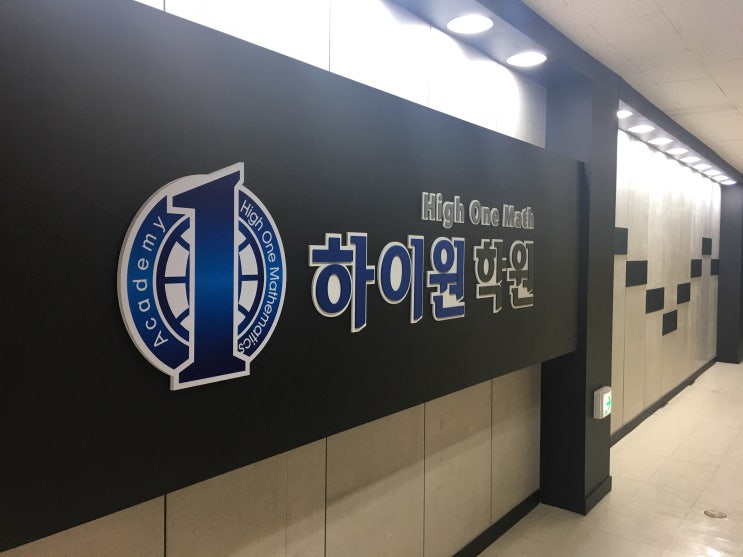 Academy
High One Mathematics
1
High One Math
하이원 학원